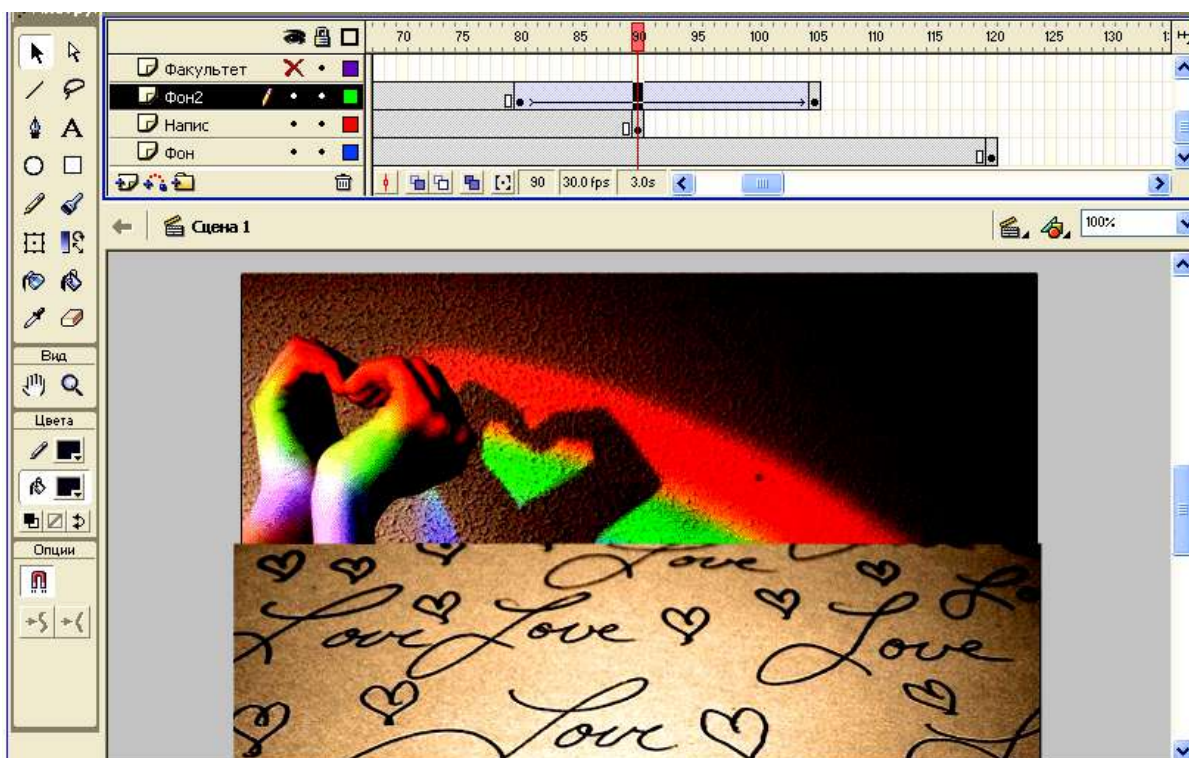 70 75 80 85 90 95 100 105 110 115 120 125 130
Факультет
Фон2
Напис
Фон
90 30.0 fps 3.0s
Сцена 1
100%
A
Вид
Цвета
Опции
Love
Love Love Love
Love